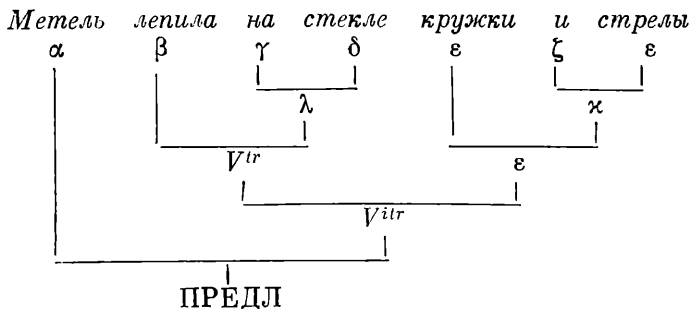 Метель лепила на стекле кружки и стрелы
α β γ δ ε ζ ε
λ ϰ
V^{tr} ε
V^{itr}
ПРЕДЛ